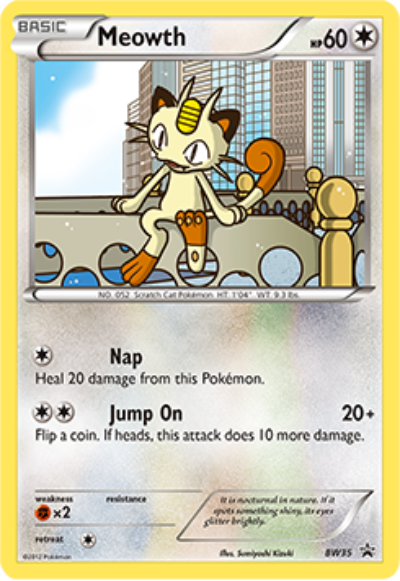 BASIC Meowth HP60
NO. 052 Scratch Cat Pokémon HT. 1'04" WT. 9.3 lbs.
Nap
Heal 20 damage from this Pokémon.
Jump On 20+
Flip a coin. If heads, this attack does 10 more damage.
weakness resistance
×2
It is nocturnal in nature. If it
spots something shiny, its eyes
glitter brightly.
retreat
©2012 Pokémon Illus. Sumiyoshi Kizuki BW35